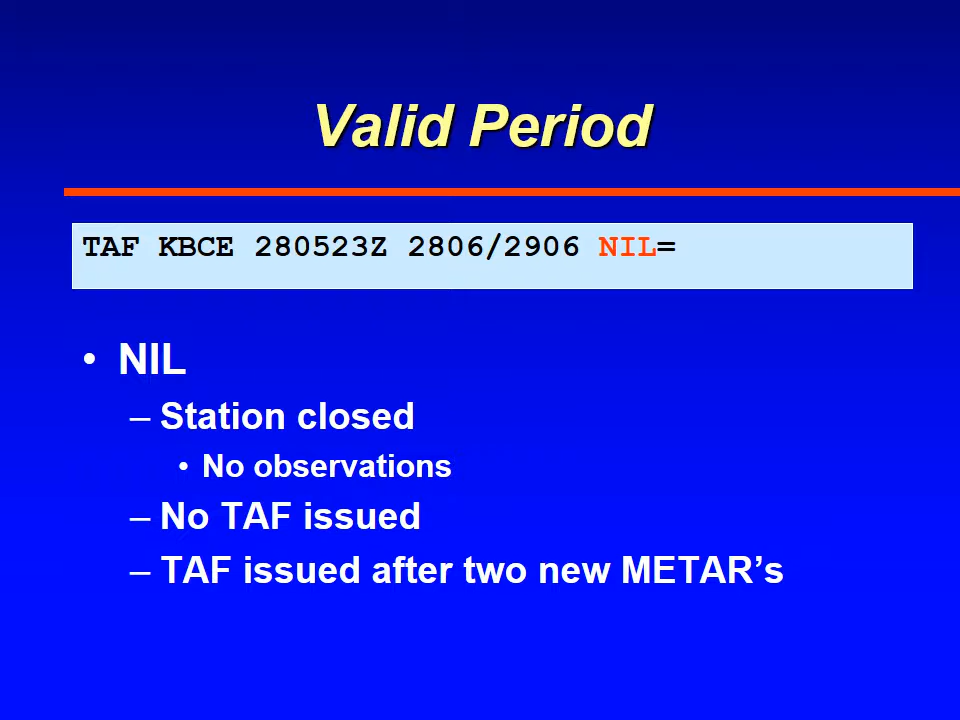 Valid Period
TAF KBCE 280523Z 2806/2906 NIL=
• NIL
– Station closed
• No observations
– No TAF issued
– TAF issued after two new METAR’s